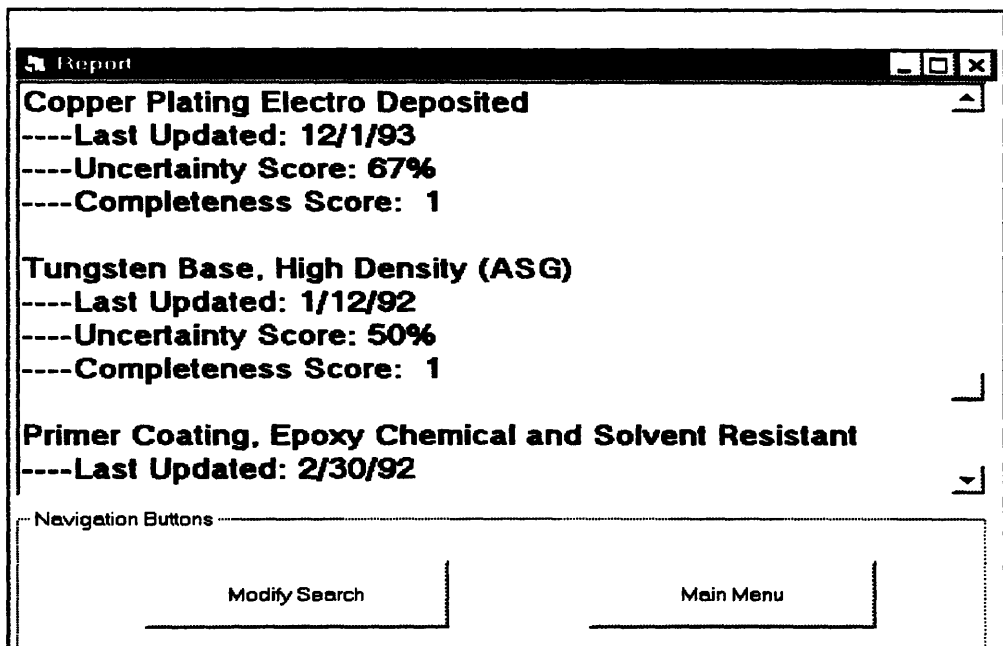 Report
Copper Plating Electro Deposited
----Last Updated: 12/1/93
----Uncertainty Score: 67%
----Completeness Score:  1
Tungsten Base, High Density (ASG)
----Last Updated: 1/12/92
----Uncertainty Score: 50%
----Completeness Score:  1
Primer Coating, Epoxy Chemical and Solvent Resistant
----Last Updated: 2/30/92
Navigation Buttons
Modify Search
Main Menu